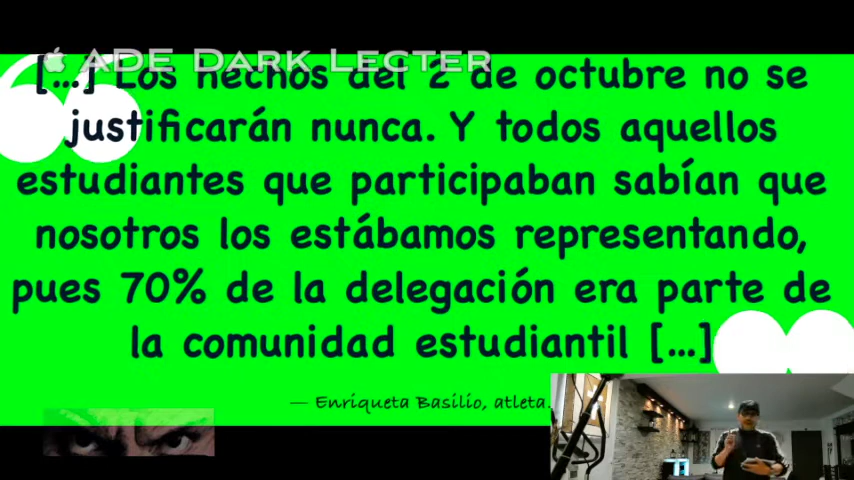 ADE DARK LECTER
[...] Los hechos del 2 de octubre no se
justificarán nunca. Y todos aquellos
estudiantes que participaban sabían que
nosotros los estábamos representando,
pues 70% de la delegación era parte de
la comunidad estudiantil [...]
— Enriqueta Basilio, atleta.